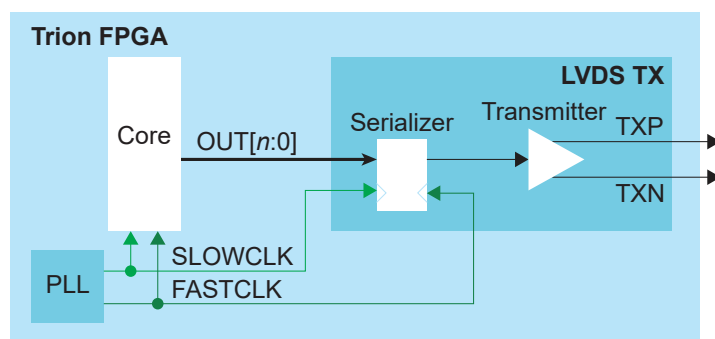 Trion FPGA
LVDS TX
Core
OUT[n:0]
Serializer
Transmitter
TXP
TXN
PLL
SLOWCLK
FASTCLK